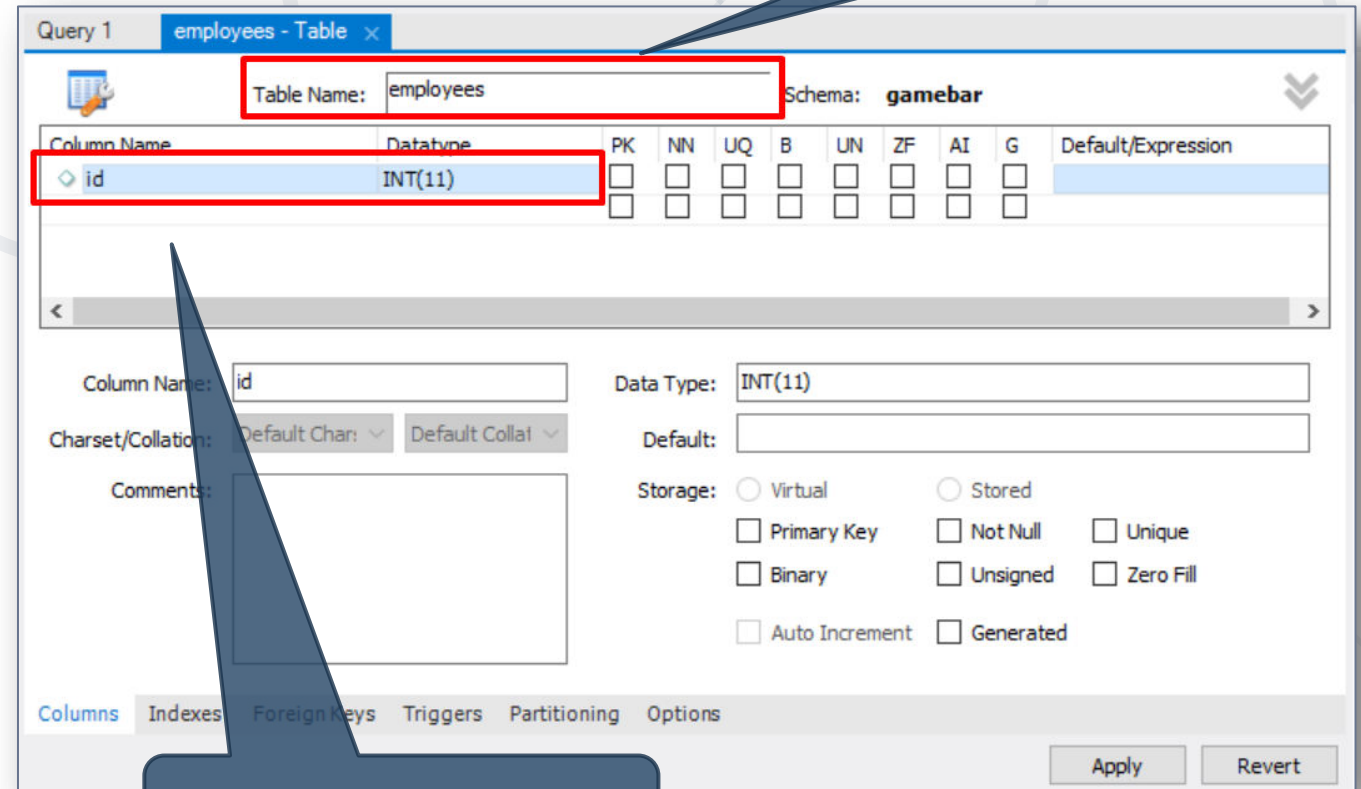 Query 1 employees - Table ×
Table Name: employees Schema: gamebar
Column Name Datatype PK NN UQ B UN ZF AI G Default/Expression
id INT(11)
Column Name: id Data Type: INT(11)
Charset/Collation: Default Chars Default Collat Default:
Comments: Storage: Virtual Stored
Primary Key Not Null Unique
Binary Unsigned Zero Fill
Auto Increment Generated
Columns Indexes Foreign Keys Triggers Partitioning Options
Apply Revert